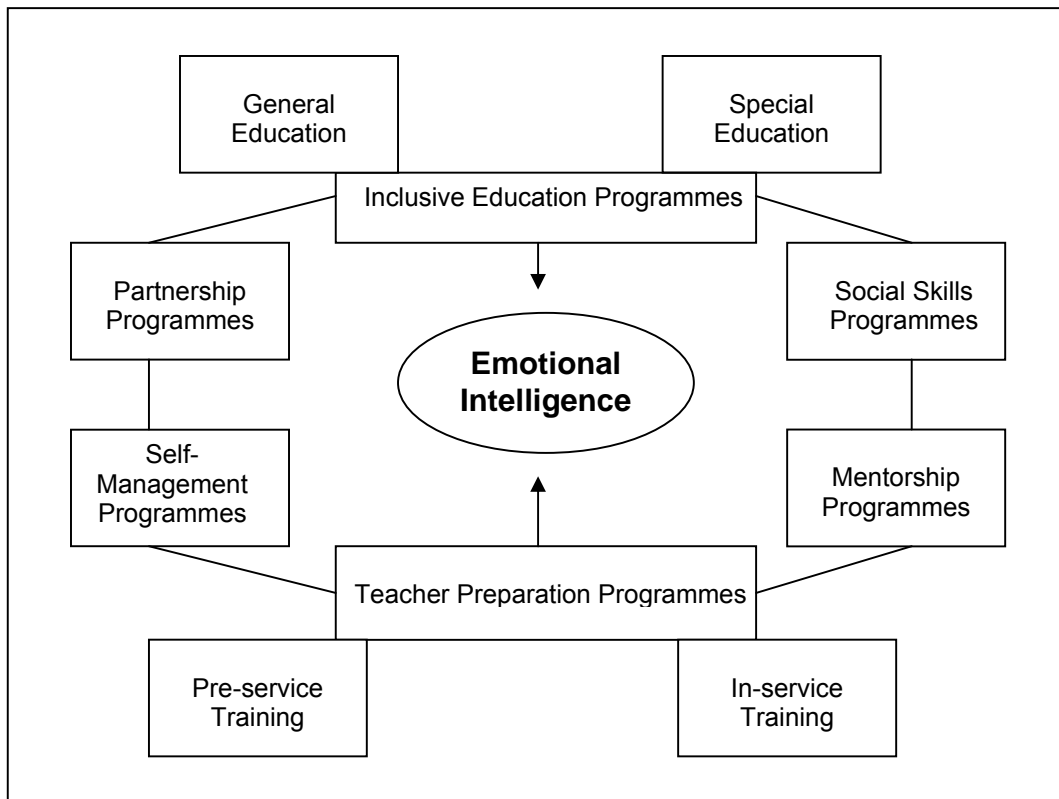 General
Education
Special
Education
Inclusive Education Programmes
Partnership
Programmes
Social Skills
Programmes
Emotional
Intelligence
Self-
Management
Programmes
Mentorship
Programmes
Teacher Preparation Programmes
Pre-service
Training
In-service
Training